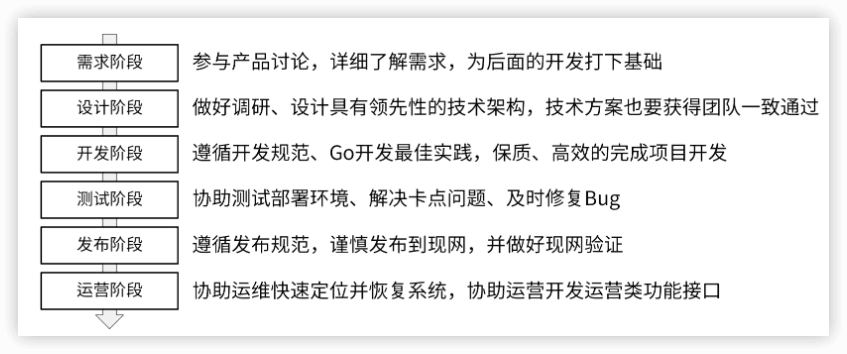 需求阶段 参与产品讨论，详细了解需求，为后面的开发打下基础
设计阶段 做好调研、设计具有领先性的技术架构，技术方案也要获得团队一致通过
开发阶段 遵循开发规范、Go开发最佳实践，保质、高效的完成项目开发
测试阶段 协助测试部署环境、解决卡点问题、及时修复Bug
发布阶段 遵循发布规范，谨慎发布到现网，并做好现网验证
运营阶段 协助运维快速定位并恢复系统，协助运营开发运营类功能接口